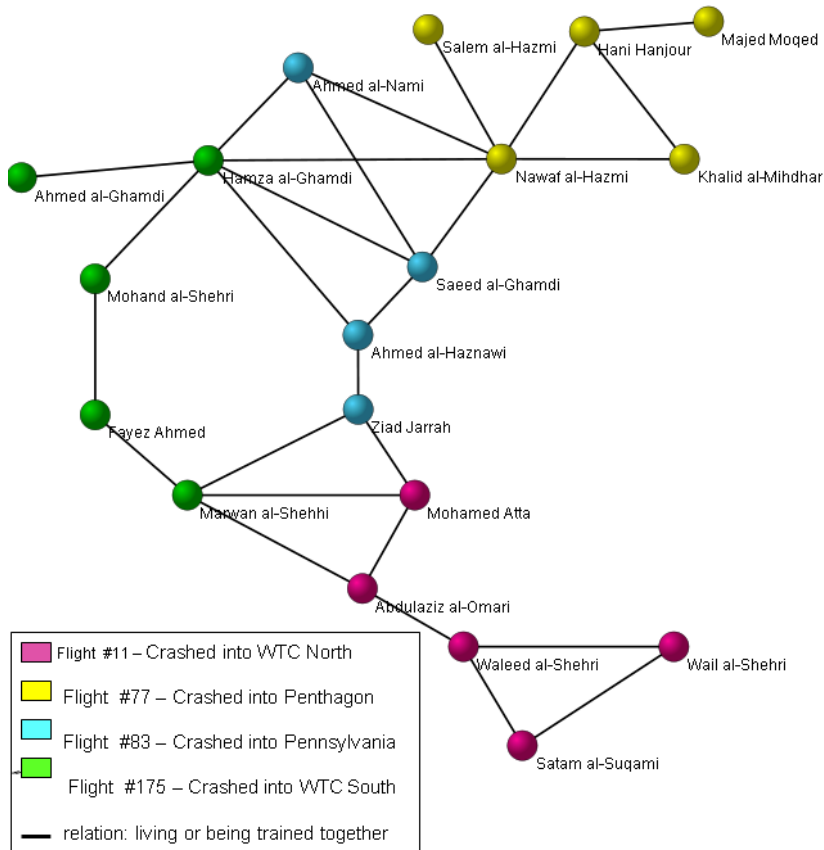 Salem al-Hazmi
Hani Hanjour
Majed Moqed
Ahmed al-Nami
Ahmed al-Ghamdi
Hamza al-Ghamdi
Nawaf al-Hazmi
Khalid al-Mihdhar
Mohand al-Shehri
Saeed al-Ghamdi
Ahmed al-Haznawi
Fayez Ahmed
Ziad Jarrah
Marwan al-Shehhi
Mohamed Atta
Abdulaziz al-Omari
Waleed al-Shehri
Wail al-Shehri
Satam al-Suqami
Flight #11 – Crashed into WTC North
Flight #77 – Crashed into Penthagon
Flight #83 – Crashed into Pennsylvania
Flight #175 – Crashed into WTC South
relation: living or being trained together